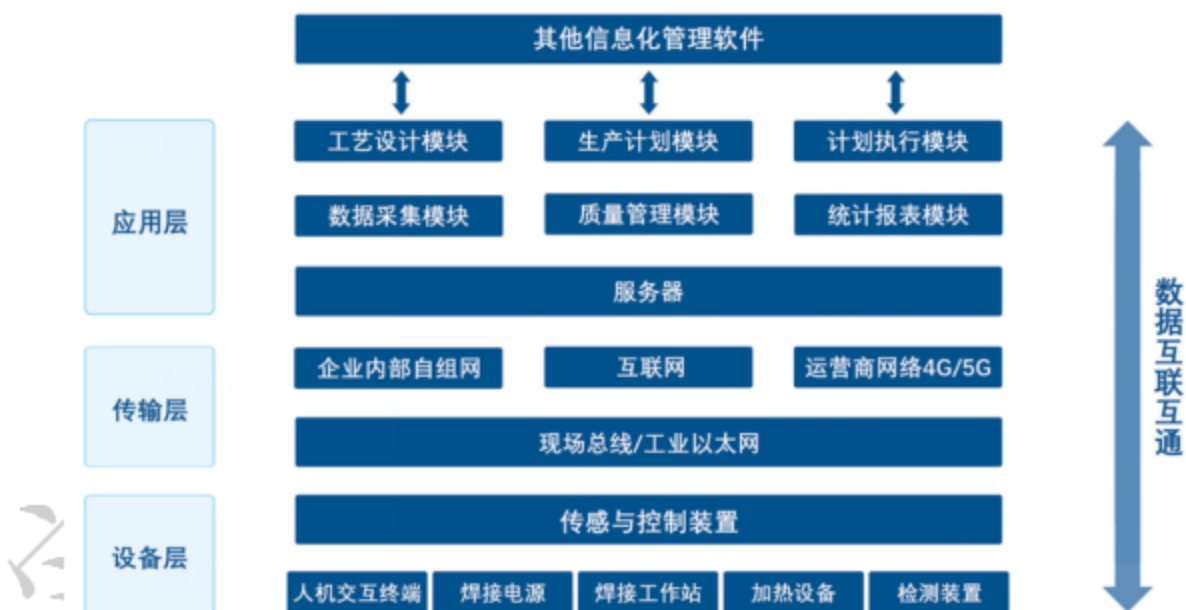 其他信息化管理软件
工艺设计模块 生产计划模块 计划执行模块
应用层
数据采集模块 质量管理模块 统计报表模块
服务器
企业内部自组网 互联网 运营商网络4G/5G
传输层
现场总线/工业以太网
传感与控制装置
设备层
人机交互终端 焊接电源 焊接工作站 加热设备 检测装置
数据互联互通